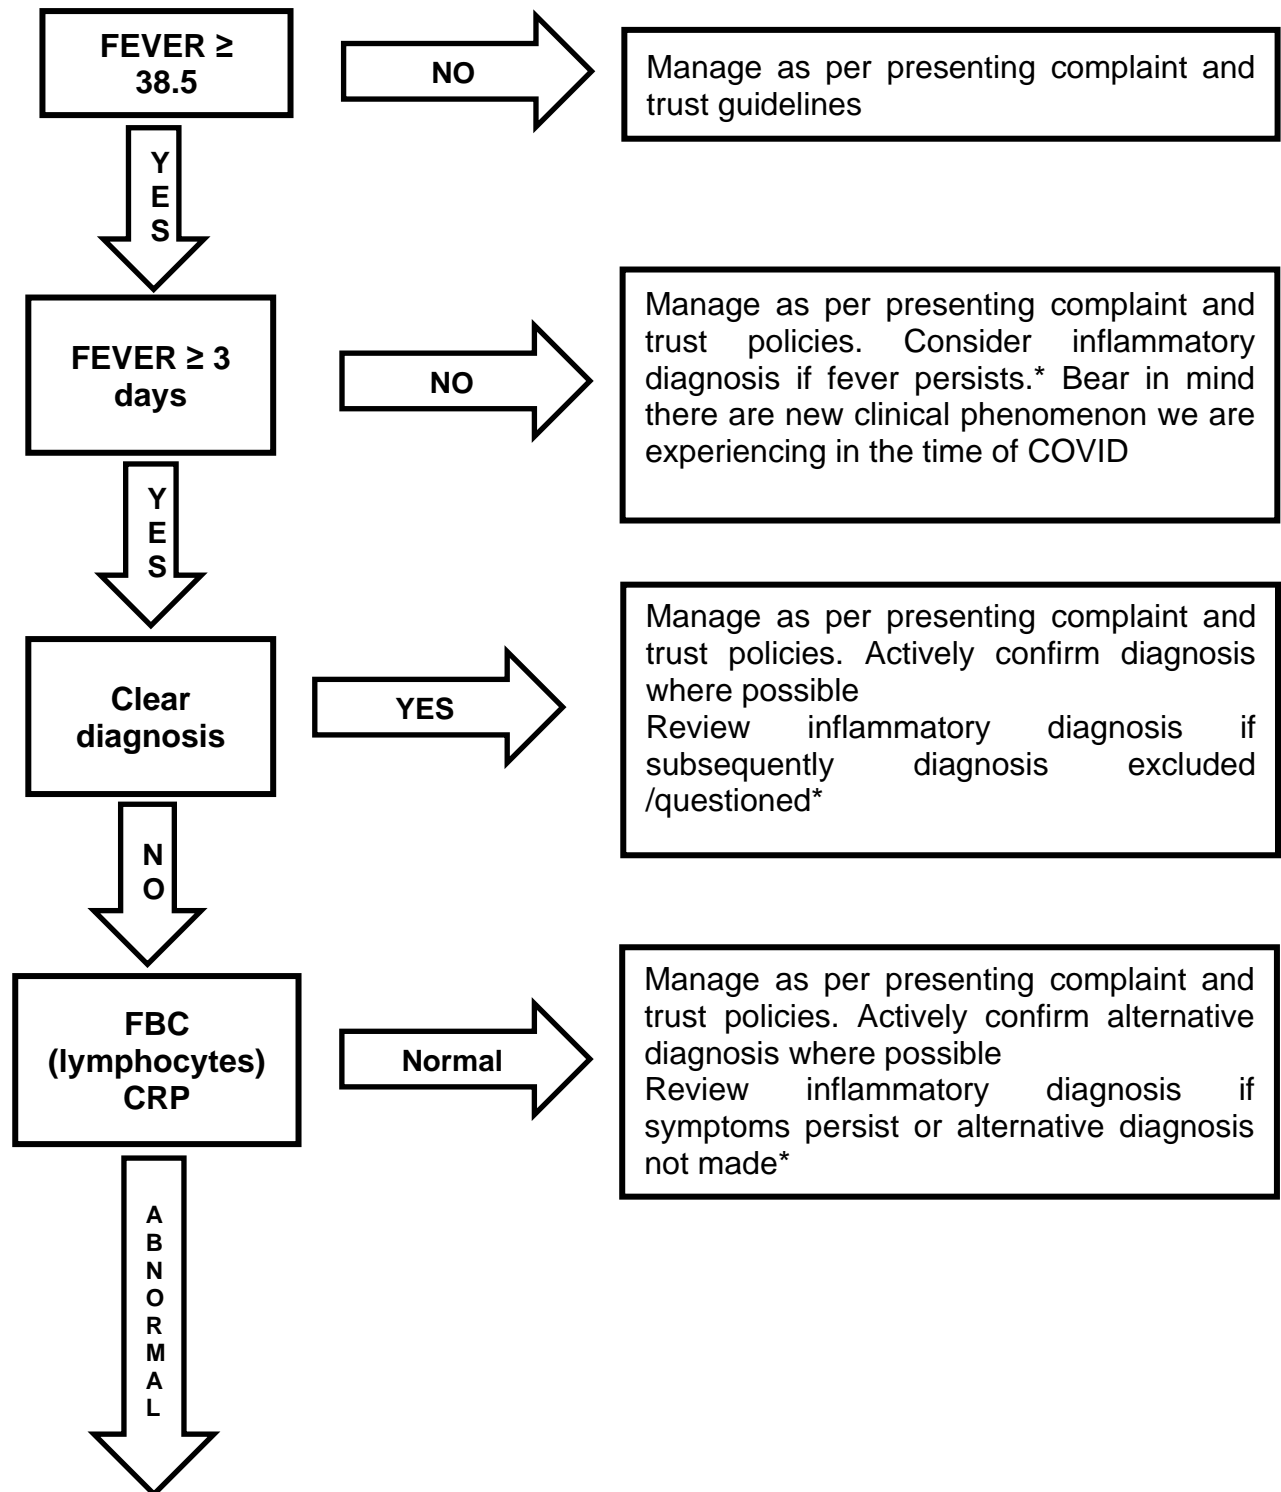 FEVER ≥
38.5
NO
Manage as per presenting complaint and
trust guidelines
YES
FEVER ≥ 3
days
NO
Manage as per presenting complaint and
trust policies. Consider inflammatory
diagnosis if fever persists.* Bear in mind
there are new clinical phenomenon we are
experiencing in the time of COVID
YES
Clear
diagnosis
YES
Manage as per presenting complaint and
trust policies. Actively confirm diagnosis
where possible
Review inflammatory diagnosis if
subsequently diagnosis excluded
/questioned*
NO
FBC
(lymphocytes)
CRP
Normal
Manage as per presenting complaint and
trust policies. Actively confirm alternative
diagnosis where possible
Review inflammatory diagnosis if
symptoms persist or alternative diagnosis
not made*
ABNORMAL